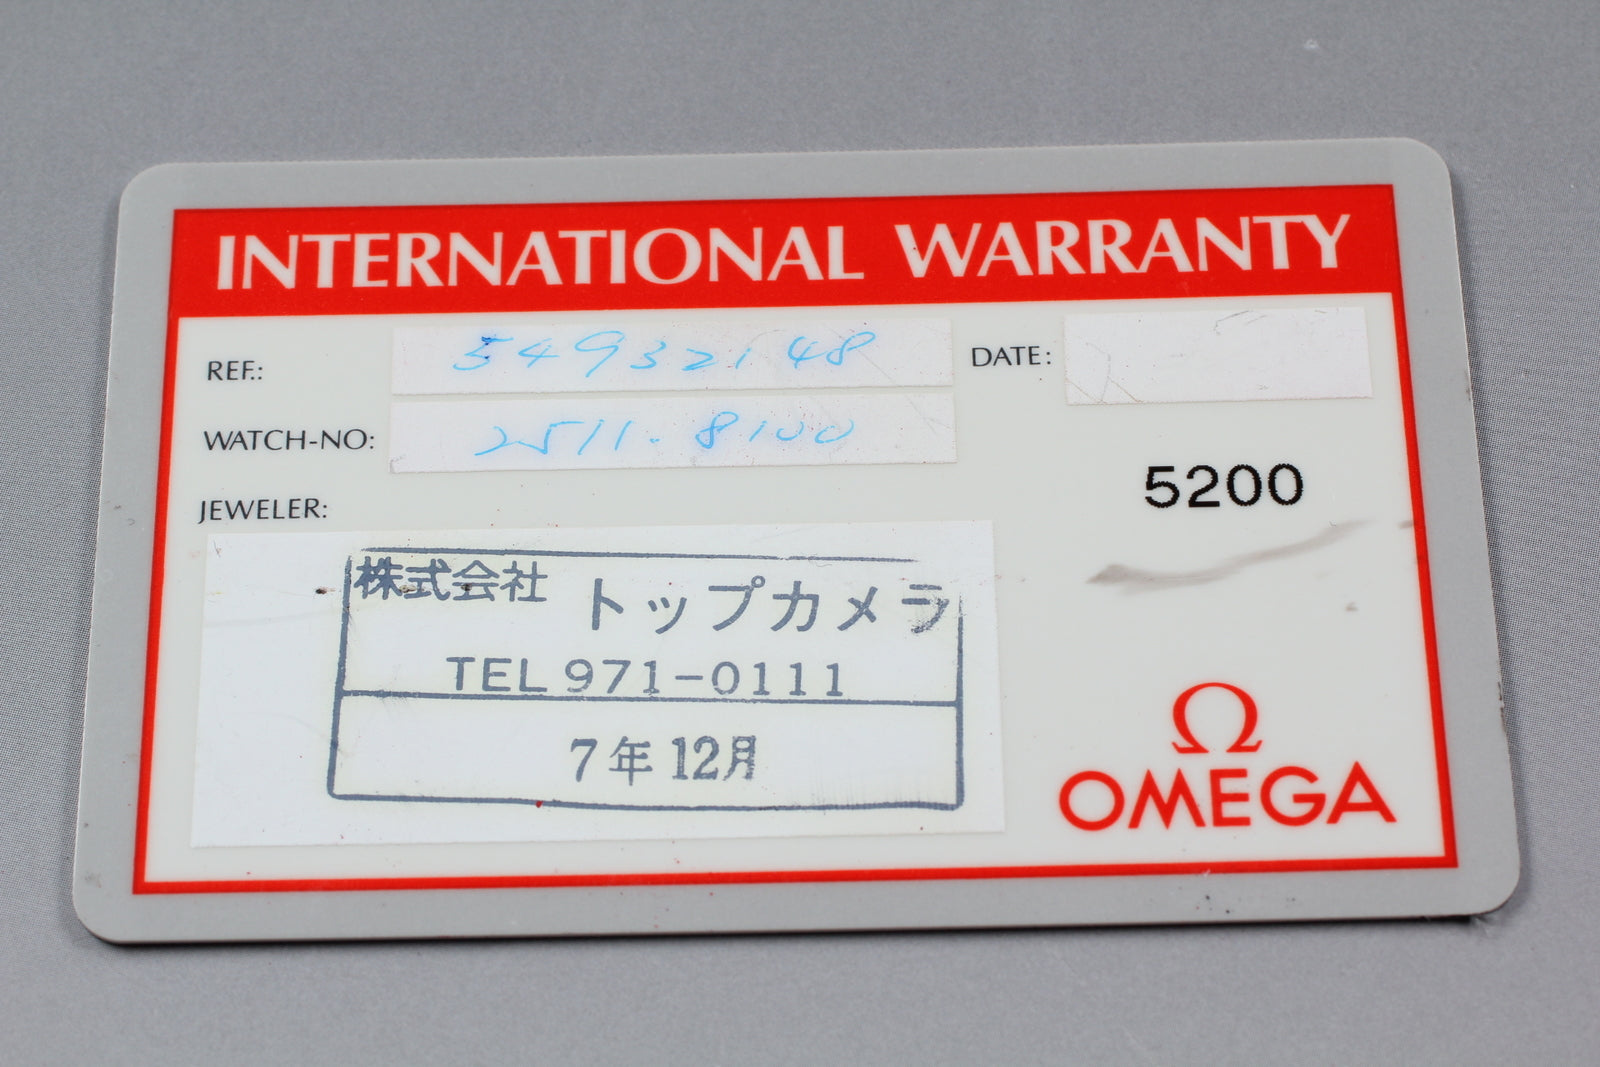 INTERNATIONAL WARRANTY
REF.: 54932148 DATE:
WATCH-NO: 2511.8100
5200
JEWELER:
株式会社 トップカメラ
TEL 971-0111
7年12月
Ω
OMEGA